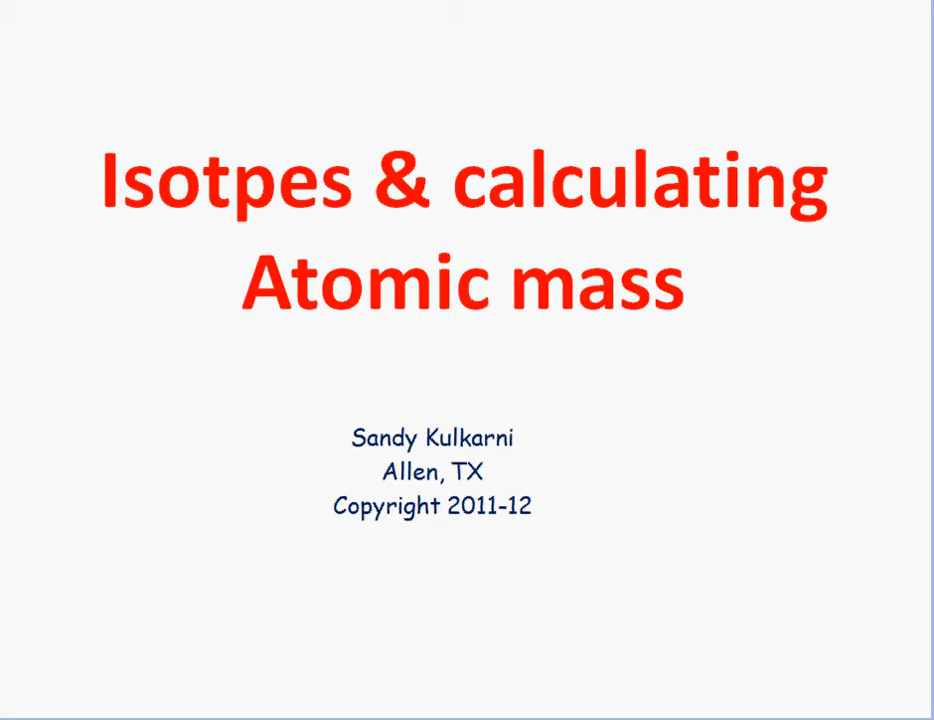 Isotpes & calculating
Atomic mass
Sandy Kulkarni
Allen, TX
Copyright 2011-12